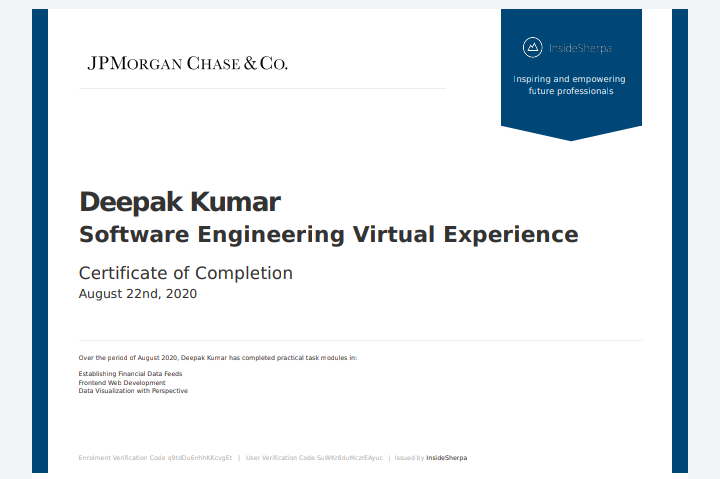 JPMORGAN CHASE & CO.
InsideSherpa
Inspiring and empowering
future professionals
Deepak Kumar
Software Engineering Virtual Experience
Certificate of Completion
August 22nd, 2020
Over the period of August 2020, Deepak Kumar has completed practical task modules in:
Establishing Financial Data Feeds
Frontend Web Development
Data Visualization with Perspective
Enrolment Verification Code | User Verification Code | Issued by InsideSherpa